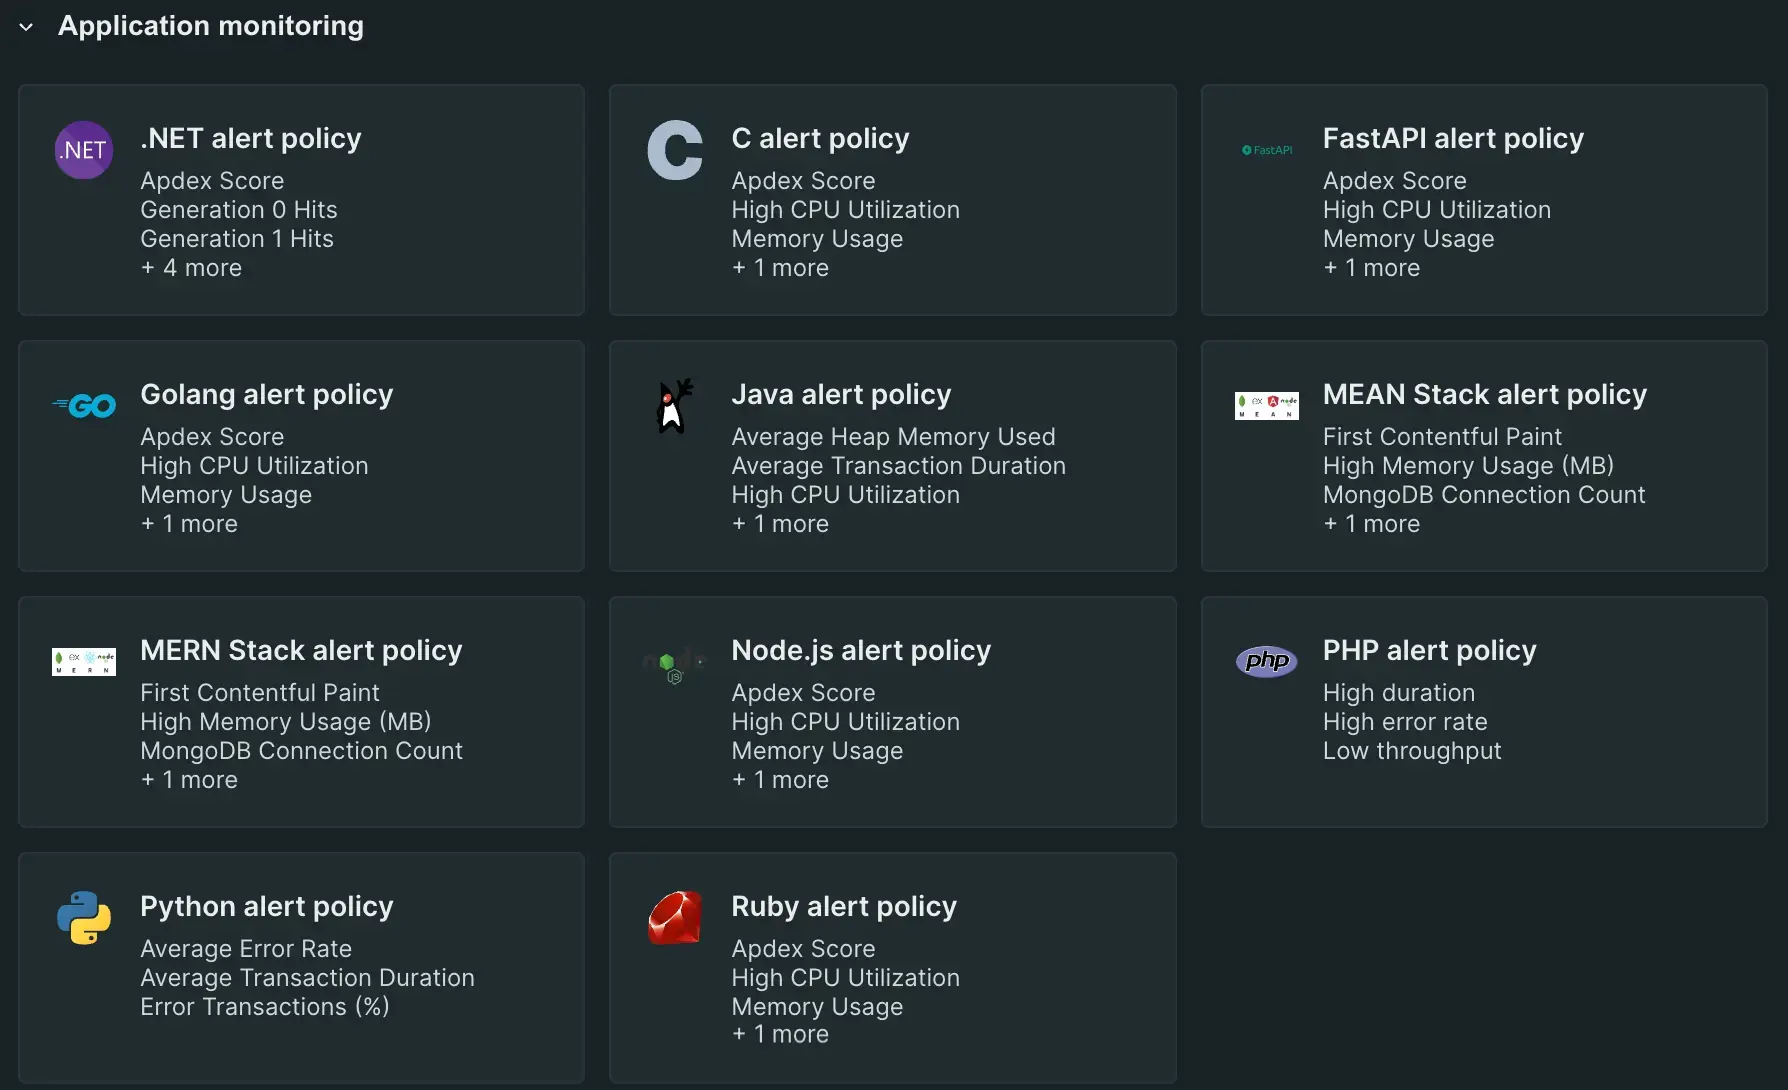 Application monitoring
.NET
.NET alert policy
Apdex Score
Generation 0 Hits
Generation 1 Hits
+ 4 more
C
C alert policy
Apdex Score
High CPU Utilization
Memory Usage
+ 1 more
FastAPI
FastAPI alert policy
Apdex Score
High CPU Utilization
Memory Usage
+ 1 more
GO
Golang alert policy
Apdex Score
High CPU Utilization
Memory Usage
+ 1 more
Java alert policy
Average Heap Memory Used
Average Transaction Duration
High CPU Utilization
+ 1 more
ex A node
M E A N
MEAN Stack alert policy
First Contentful Paint
High Memory Usage (MB)
MongoDB Connection Count
+ 1 more
ex node
M E R N
MERN Stack alert policy
First Contentful Paint
High Memory Usage (MB)
MongoDB Connection Count
+ 1 more
node
JS
Node.js alert policy
Apdex Score
High CPU Utilization
Memory Usage
+ 1 more
php
PHP alert policy
High duration
High error rate
Low throughput
Python alert policy
Average Error Rate
Average Transaction Duration
Error Transactions (%)
Ruby alert policy
Apdex Score
High CPU Utilization
Memory Usage
+ 1 more